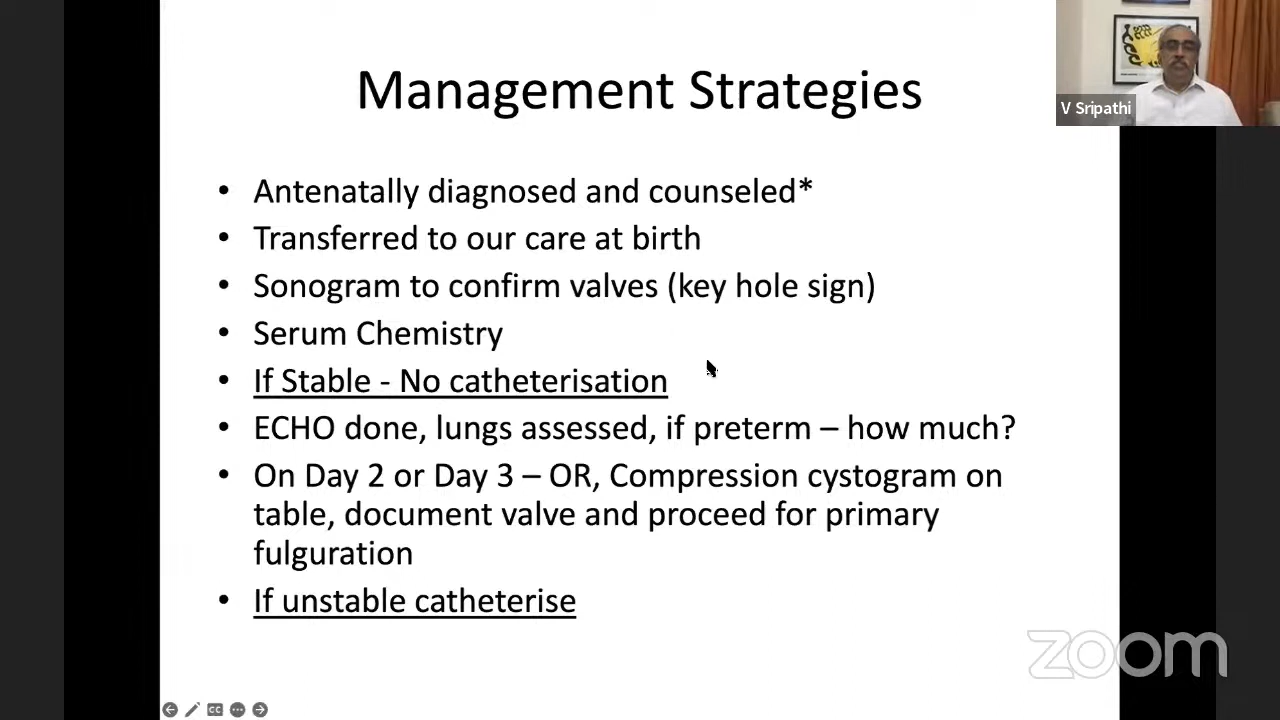 Management Strategies
V Sripathi
• Antenatally diagnosed and counseled*
• Transferred to our care at birth
• Sonogram to confirm valves (key hole sign)
• Serum Chemistry
• If Stable - No catheterisation
• ECHO done, lungs assessed, if preterm – how much?
• On Day 2 or Day 3 – OR, Compression cystogram on
table, document valve and proceed for primary
fulguration
• If unstable catheterise
zoom
CC